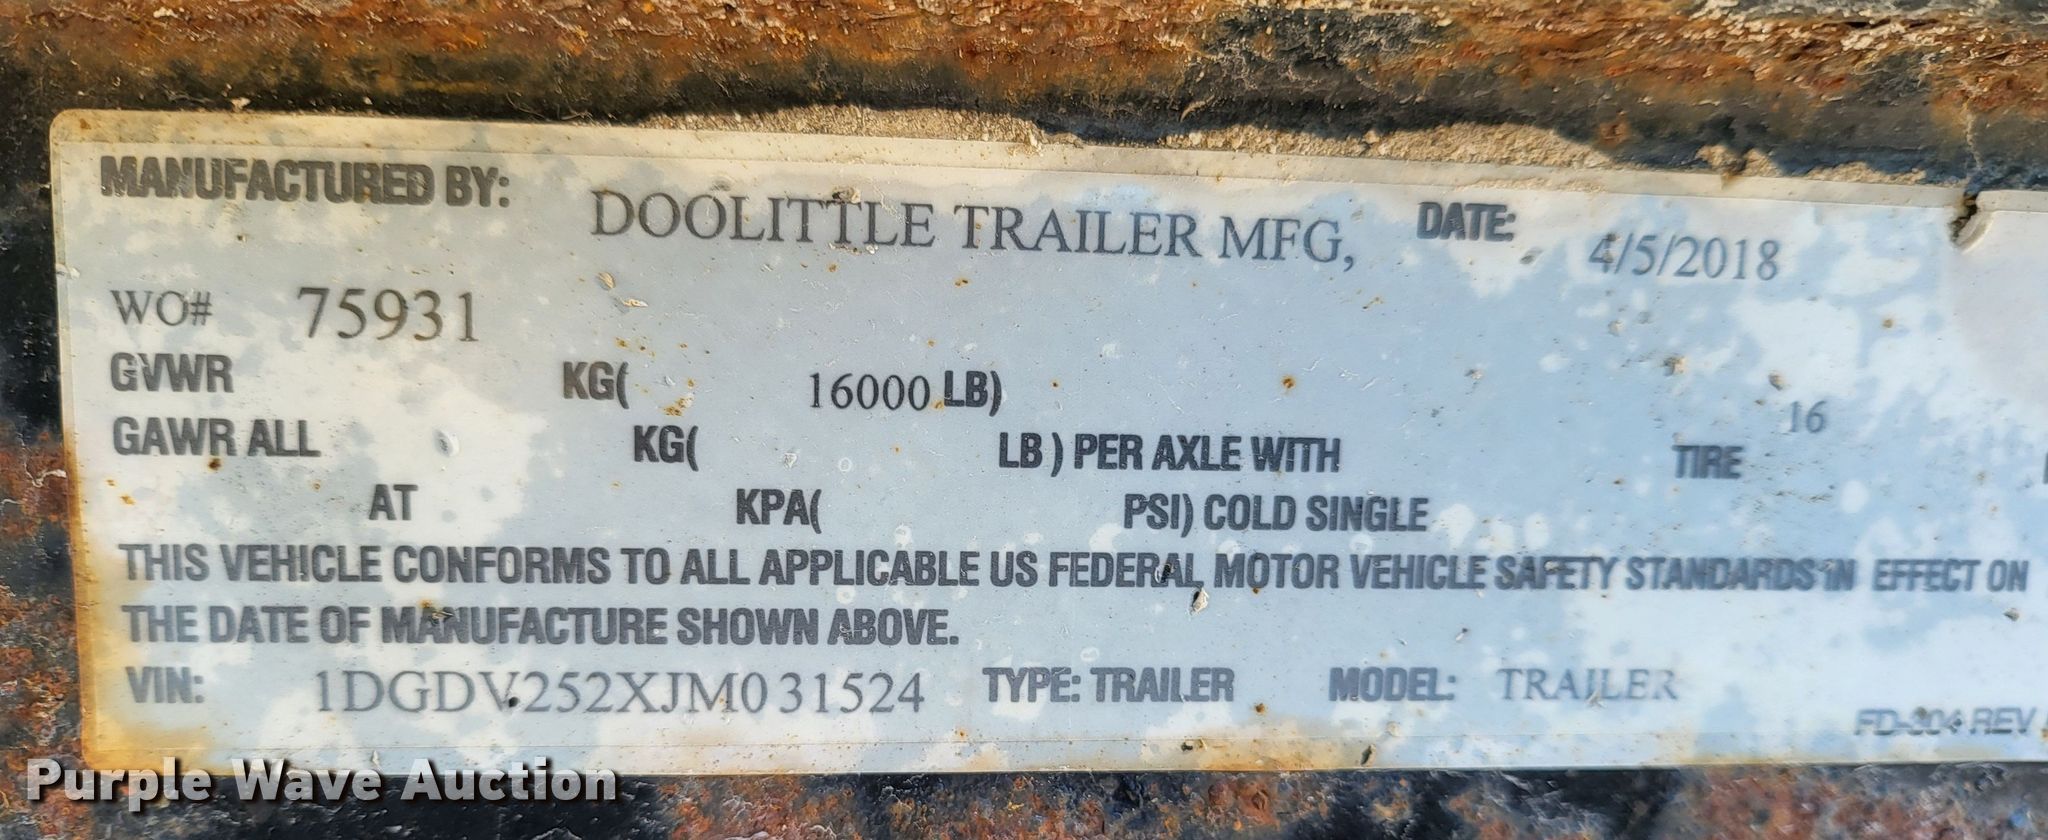 MANUFACTURED BY: DOOLITTLE TRAILER MFG, DATE: 4/5/2018
WO# 75931
GVWR KG( 16000 LB)
16
GAWR ALL KG( LB) PER AXLE WITH TIRE
AT KPA( PSI) COLD SINGLE
THIS VEHICLE CONFORMS TO ALL APPLICABLE US FEDERAL MOTOR VEHICLE SAFETY STANDARDS IN EFFECT ON
THE DATE OF MANUFACTURE SHOWN ABOVE.
VIN: 1DGDV252XJM031524 TYPE: TRAILER MODEL: TRAILER
FD-204 REV
Purple Wave Auction